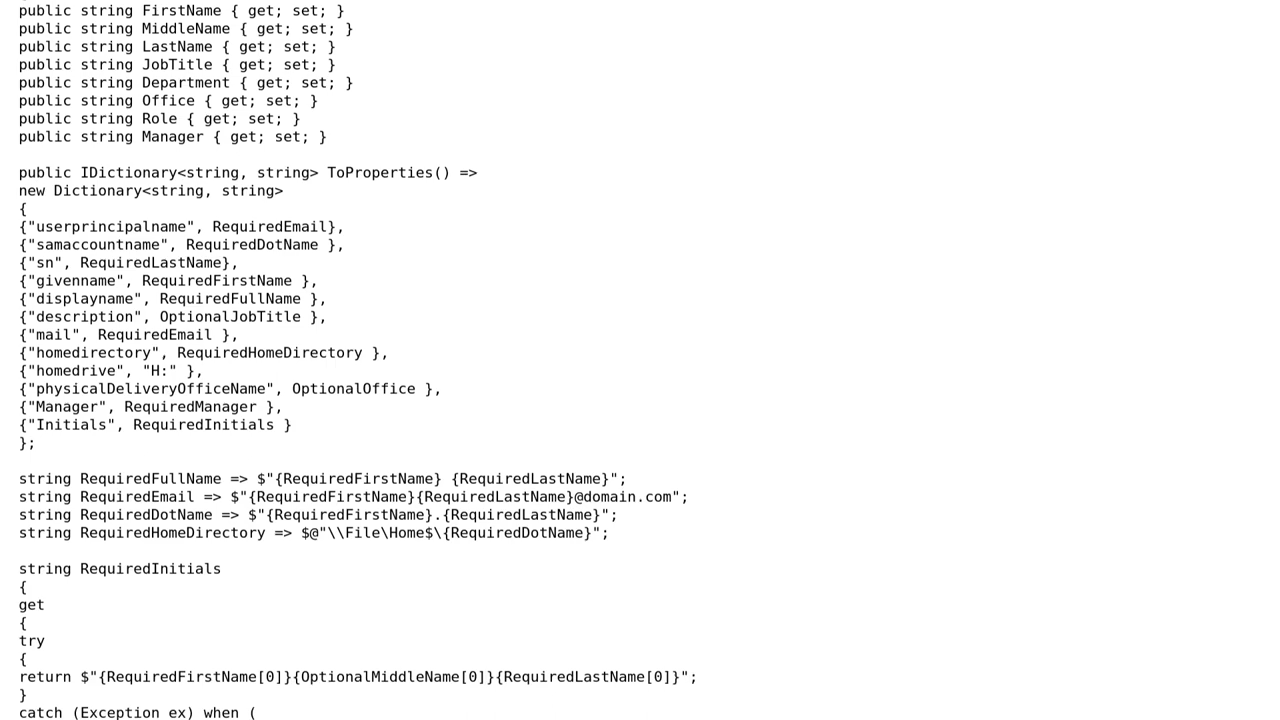 public string FirstName { get; set; }
public string MiddleName { get; set; }
public string LastName { get; set; }
public string JobTitle { get; set; }
public string Department { get; set; }
public string Office { get; set; }
public string Role { get; set; }
public string Manager { get; set; }
public IDictionary<string, string> ToProperties() =>
new Dictionary<string, string>
{
{"userprincipalname", RequiredEmail},
{"samaccountname", RequiredDotName },
{"sn", RequiredLastName},
{"givenname", RequiredFirstName },
{"displayname", RequiredFullName },
{"description", OptionalJobTitle },
{"mail", RequiredEmail },
{"homedirectory", RequiredHomeDirectory },
{"homedrive", "H:" },
{"physicalDeliveryOfficeName", OptionalOffice },
{"Manager", RequiredManager },
{"Initials", RequiredInitials }
};
string RequiredFullName => $"{RequiredFirstName} {RequiredLastName}";
string RequiredEmail => $"{RequiredFirstName}{RequiredLastName}@domain.com";
string RequiredDotName => $"{RequiredFirstName}.{RequiredLastName}";
string RequiredHomeDirectory => $@"\\File\Home$\{RequiredDotName}";
string RequiredInitials
{
get
{
try
{
return $"{RequiredFirstName[0]}{OptionalMiddleName[0]}{RequiredLastName[0]}";
}
catch (Exception ex) when (